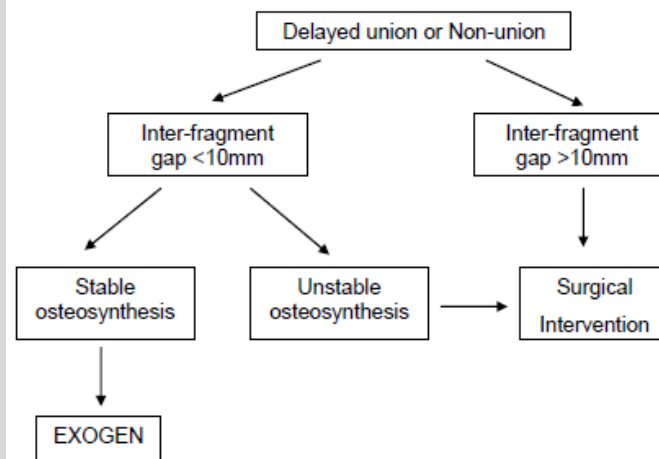 Delayed union or Non-union
Inter-fragment
gap <10mm
Inter-fragment
gap >10mm
Stable
osteosynthesis
Unstable
osteosynthesis
Surgical
Intervention
EXOGEN